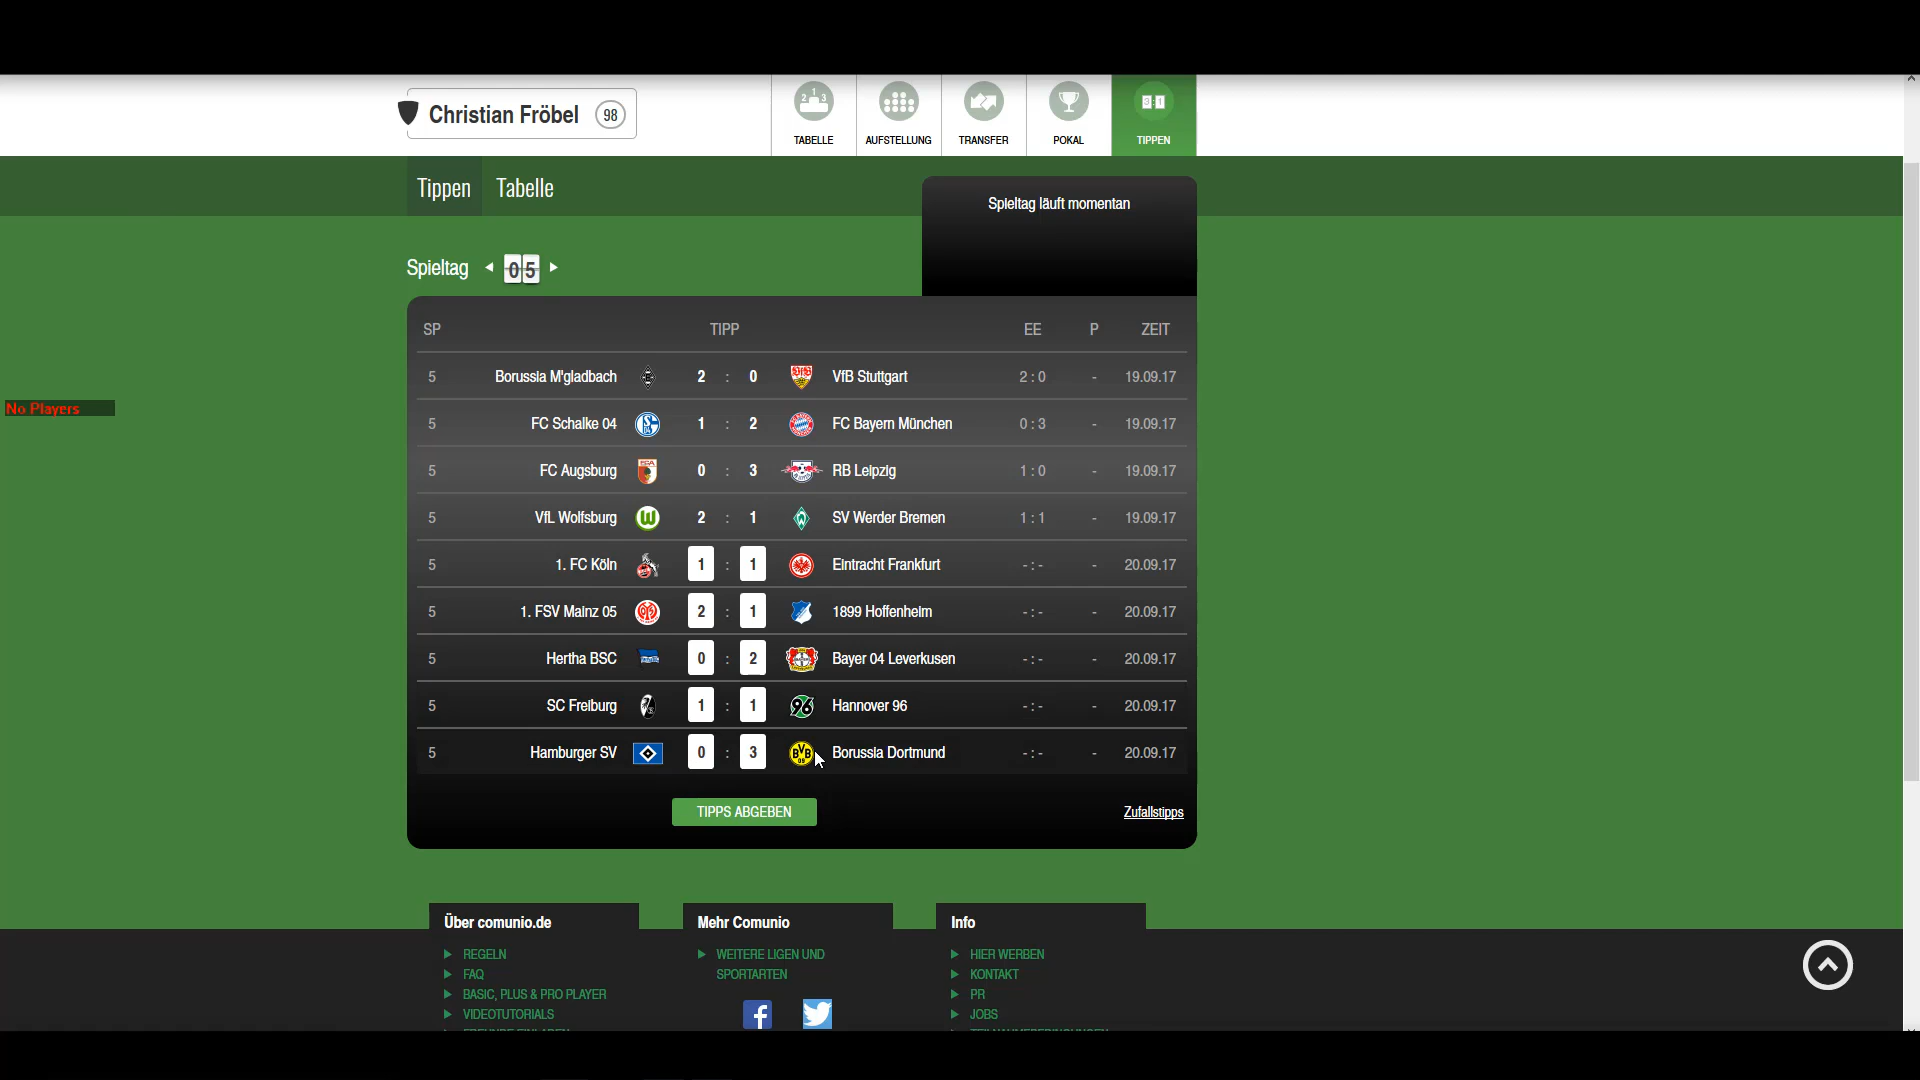 Christian Fröbel 98
TABELLE AUFSTELLUNG TRANSFER POKAL TIPPEN
Tippen Tabelle
Spieltag läuft momentan
Spieltag 05
SP TIPP EE P ZEIT
5 Borussia M'gladbach 2 : 0 VfB Stuttgart 2 : 0 - 19.09.17
No Players
5 FC Schalke 04 1 : 2 FC Bayern München 0 : 3 - 19.09.17
5 FC Augsburg 0 : 3 RB Leipzig 1 : 0 - 19.09.17
5 VfL Wolfsburg 2 : 1 SV Werder Bremen 1 : 1 - 19.09.17
5 1. FC Köln 1 : 1 Eintracht Frankfurt - : - - 20.09.17
5 1. FSV Mainz 05 2 : 1 1899 Hoffenheim - : - - 20.09.17
5 Hertha BSC 0 : 2 Bayer 04 Leverkusen - : - - 20.09.17
5 SC Freiburg 1 : 1 Hannover 96 - : - - 20.09.17
5 Hamburger SV 0 : 3 Borussia Dortmund - : - - 20.09.17
TIPPS ABGEBEN Zufallstipps
Über comunio.de
REGELN
FAQ
BASIC, PLUS & PRO PLAYER
VIDEOTUTORIALS
Mehr Comunio
WEITERE LIGEN UND
SPORTARTEN
Info
HIER WERBEN
KONTAKT
PR
JOBS